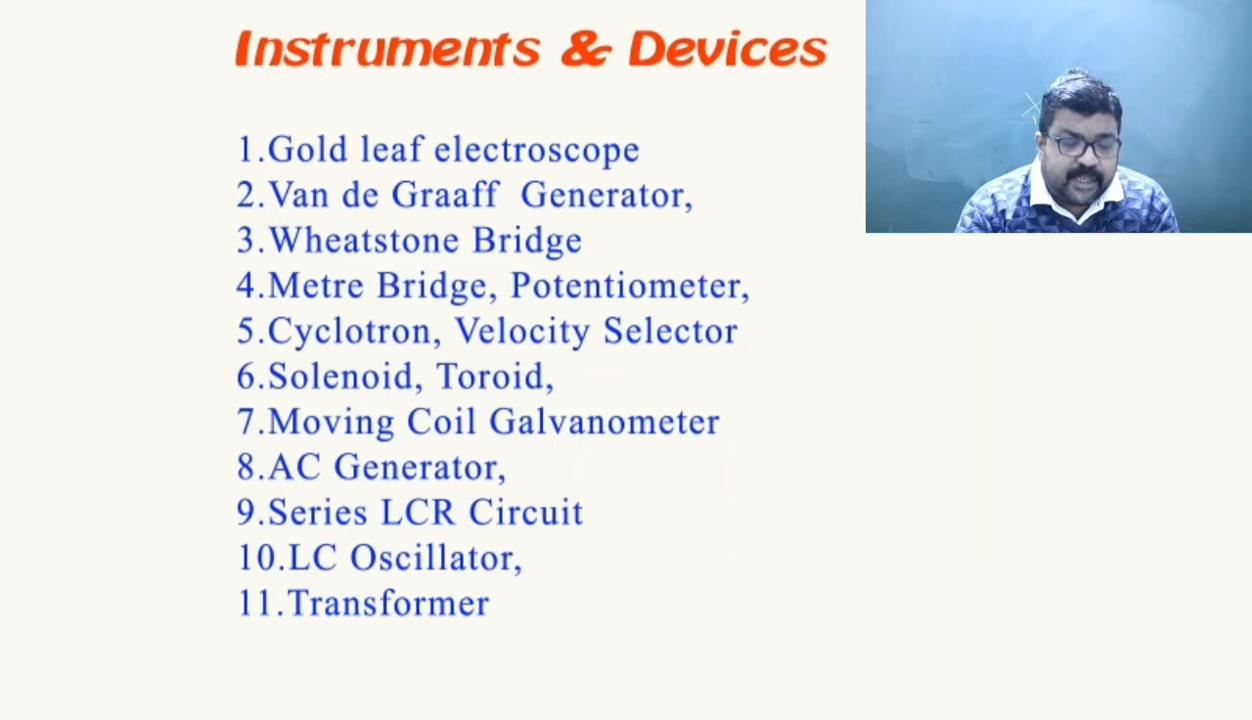 Instruments & Devices
1.Gold leaf electroscope
2.Van de Graaff Generator,
3.Wheatstone Bridge
4.Metre Bridge, Potentiometer,
5.Cyclotron, Velocity Selector
6.Solenoid, Toroid,
7.Moving Coil Galvanometer
8.AC Generator,
9.Series LCR Circuit
10.LC Oscillator,
11.Transformer